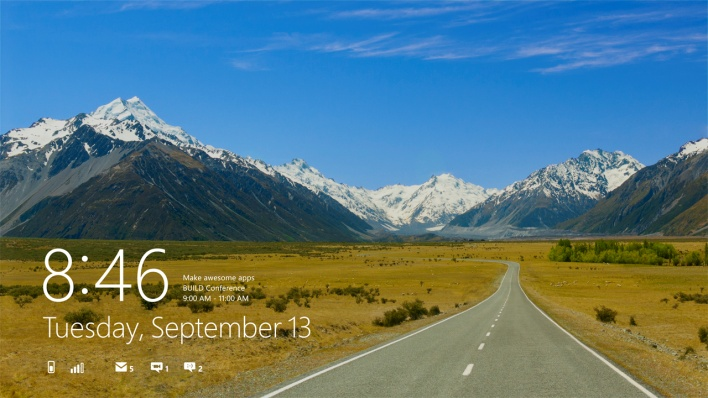 8:46
Make awesome apps
BUILD Conference
9:00 AM - 11:00 AM
Tuesday, September 13
5
1
2